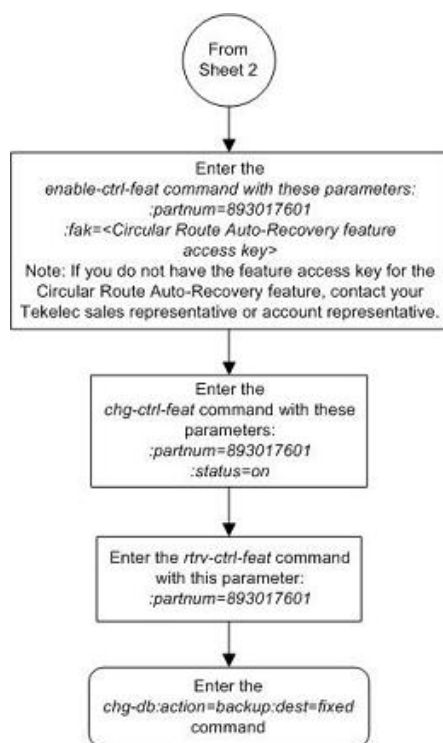 From
Sheet 2
Enter the
enable-ctrl-feat command with these parameters:
:partnum=893017601
:fak=<Circular Route Auto-Recovery feature
access key>
Note: If you do not have the feature access key for the
Circular Route Auto-Recovery feature, contact your
Tekelec sales representative or account representative.
Enter the
chg-ctrl-feat command with these
parameters:
:partnum=893017601
:status=on
Enter the rtrv-ctrl-feat command
with this parameter:
:partnum=893017601
Enter the
chg-db:action=backup:dest=fixed
command